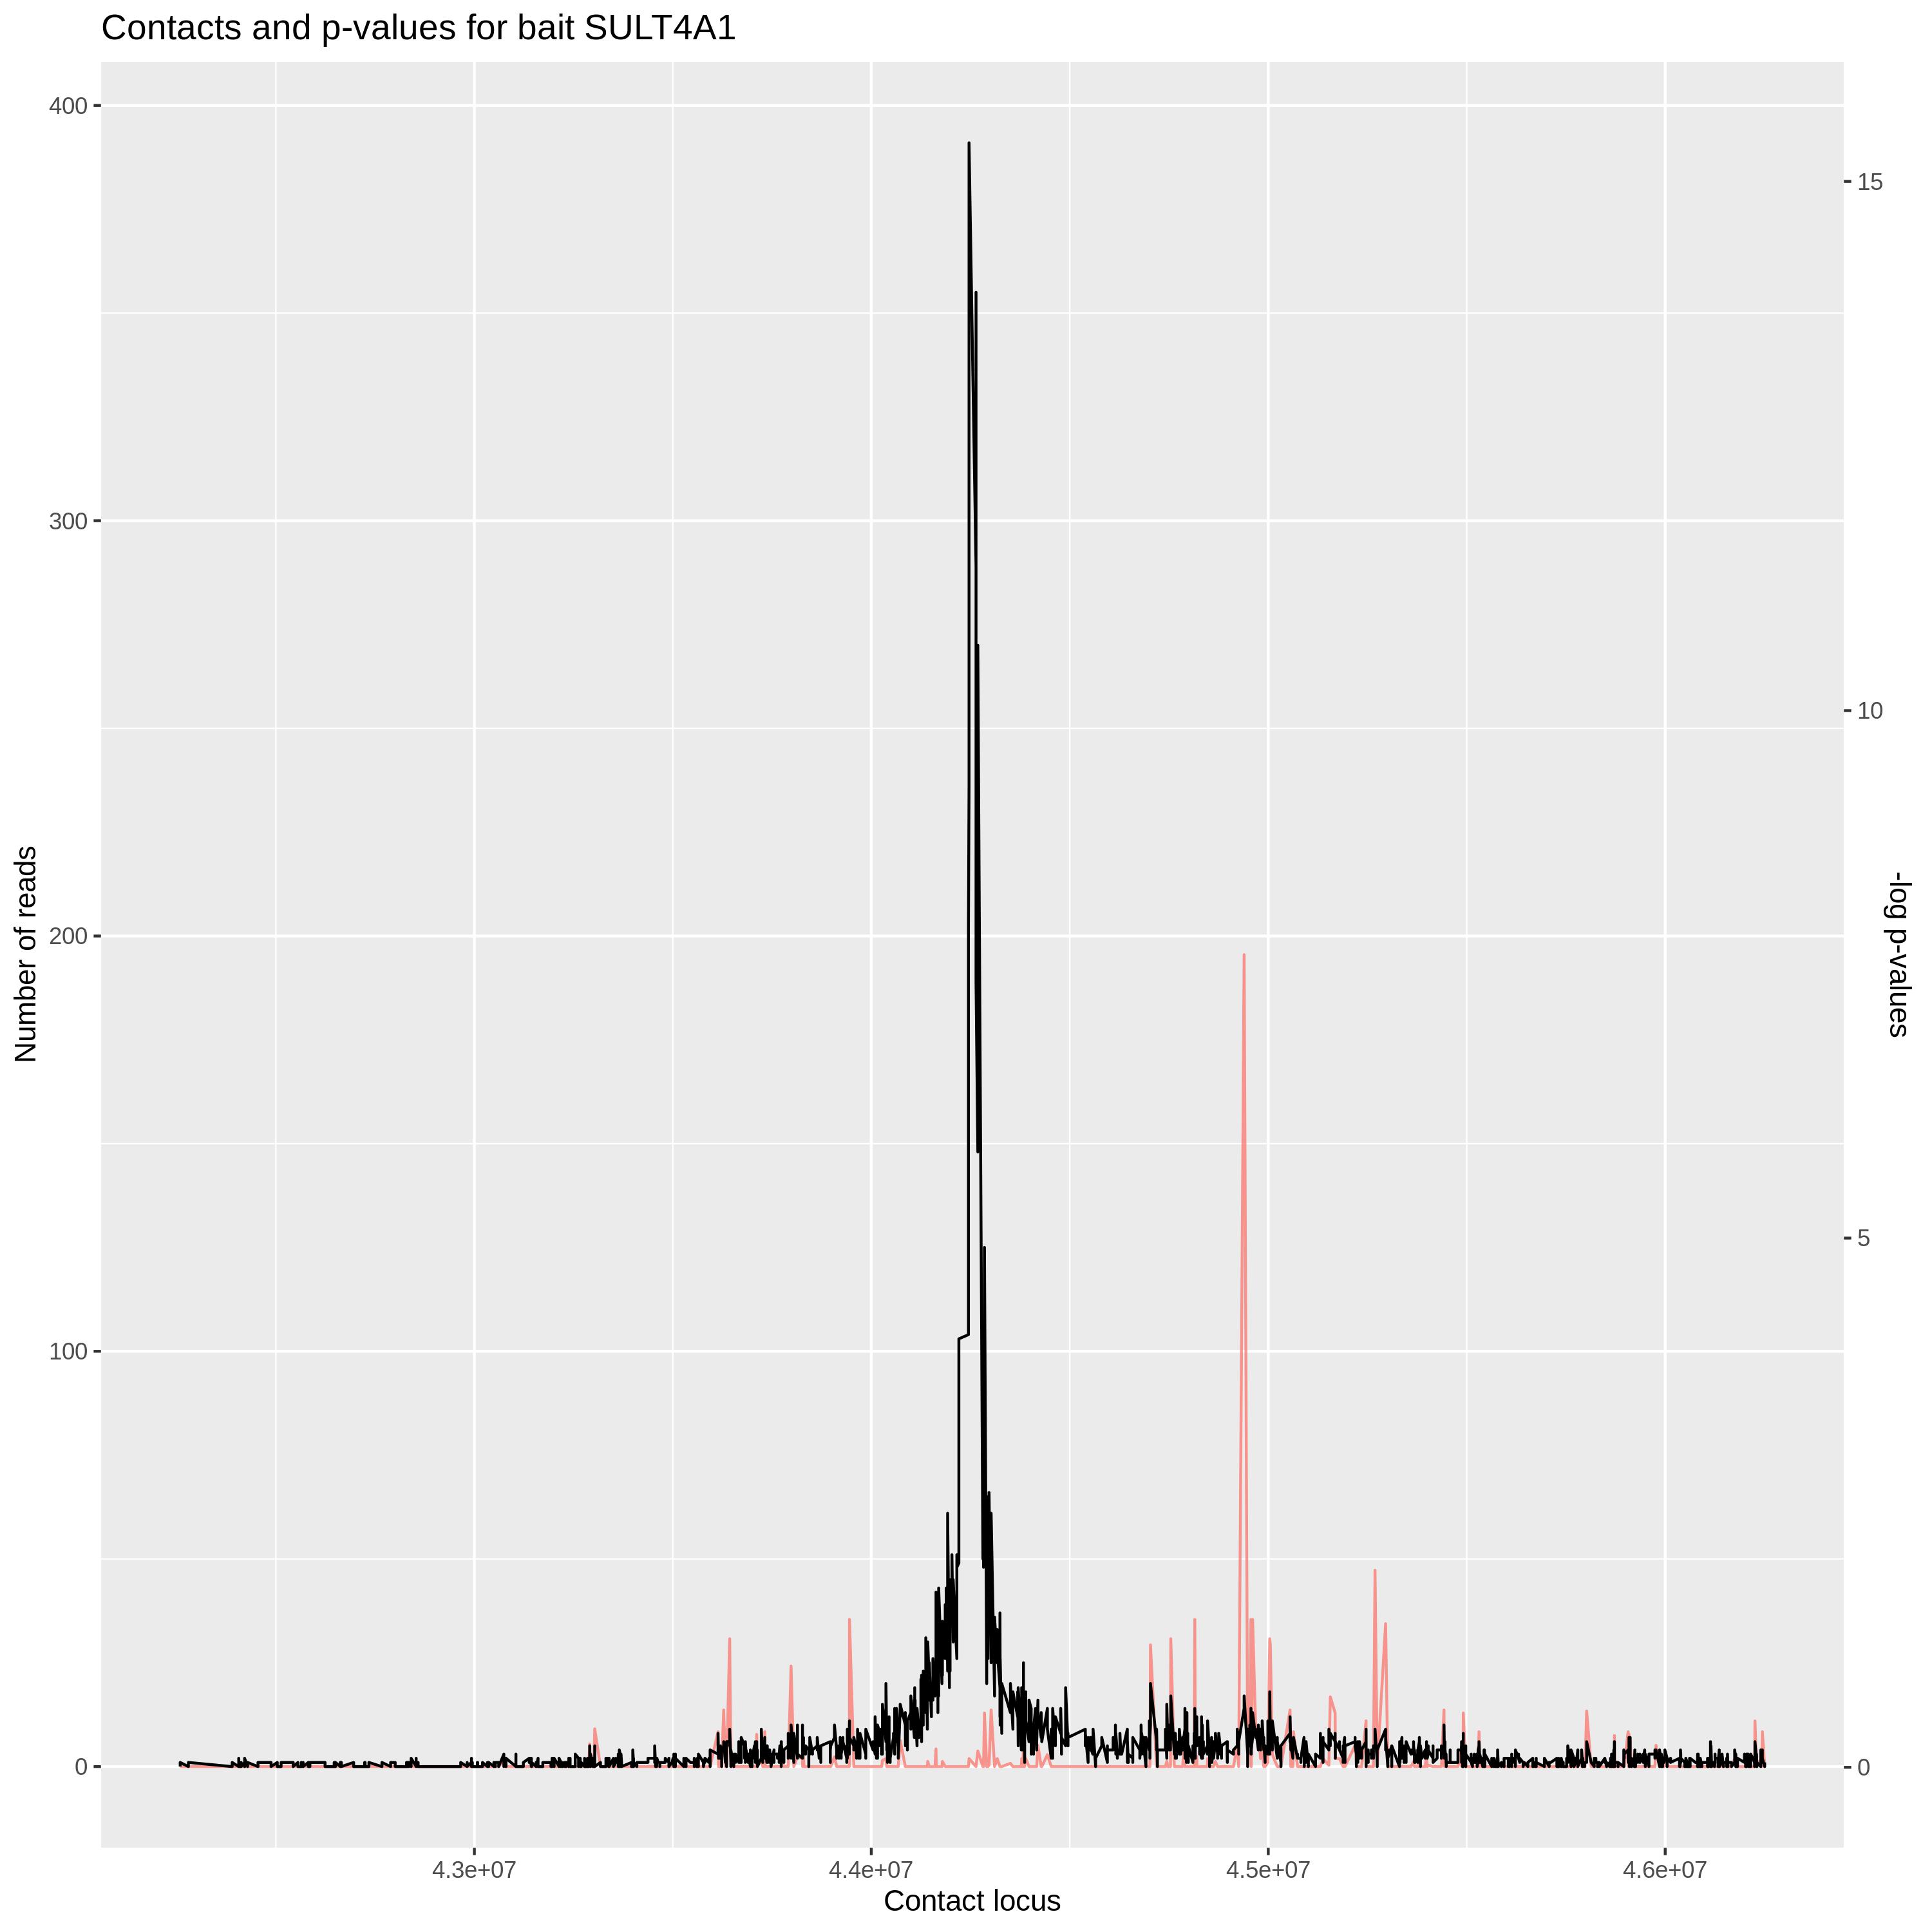 Contacts and p-values for bait SULT4A1
400
300
200
100
0
Number of reads
15
10
5
0
-log p-values
4.3e+07
4.4e+07
4.5e+07
4.6e+07
Contact locus